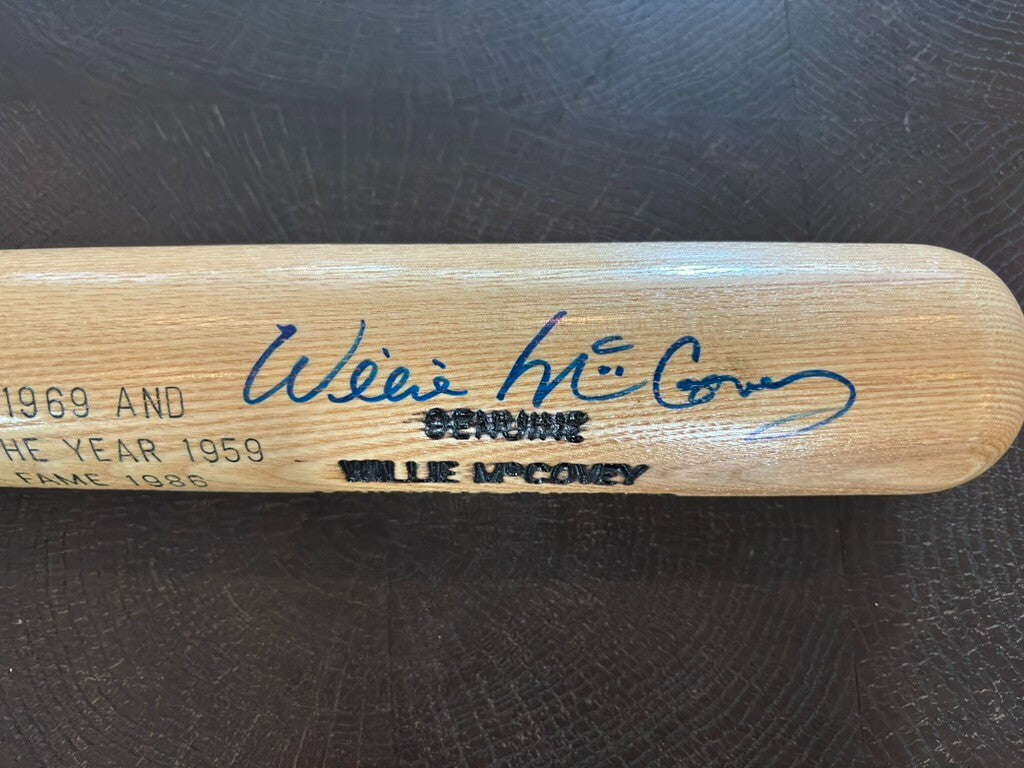 Willie McCovey
1969 AND
HE YEAR 1959
FAME 1986
GENUINE
WILLIE McCOVEY